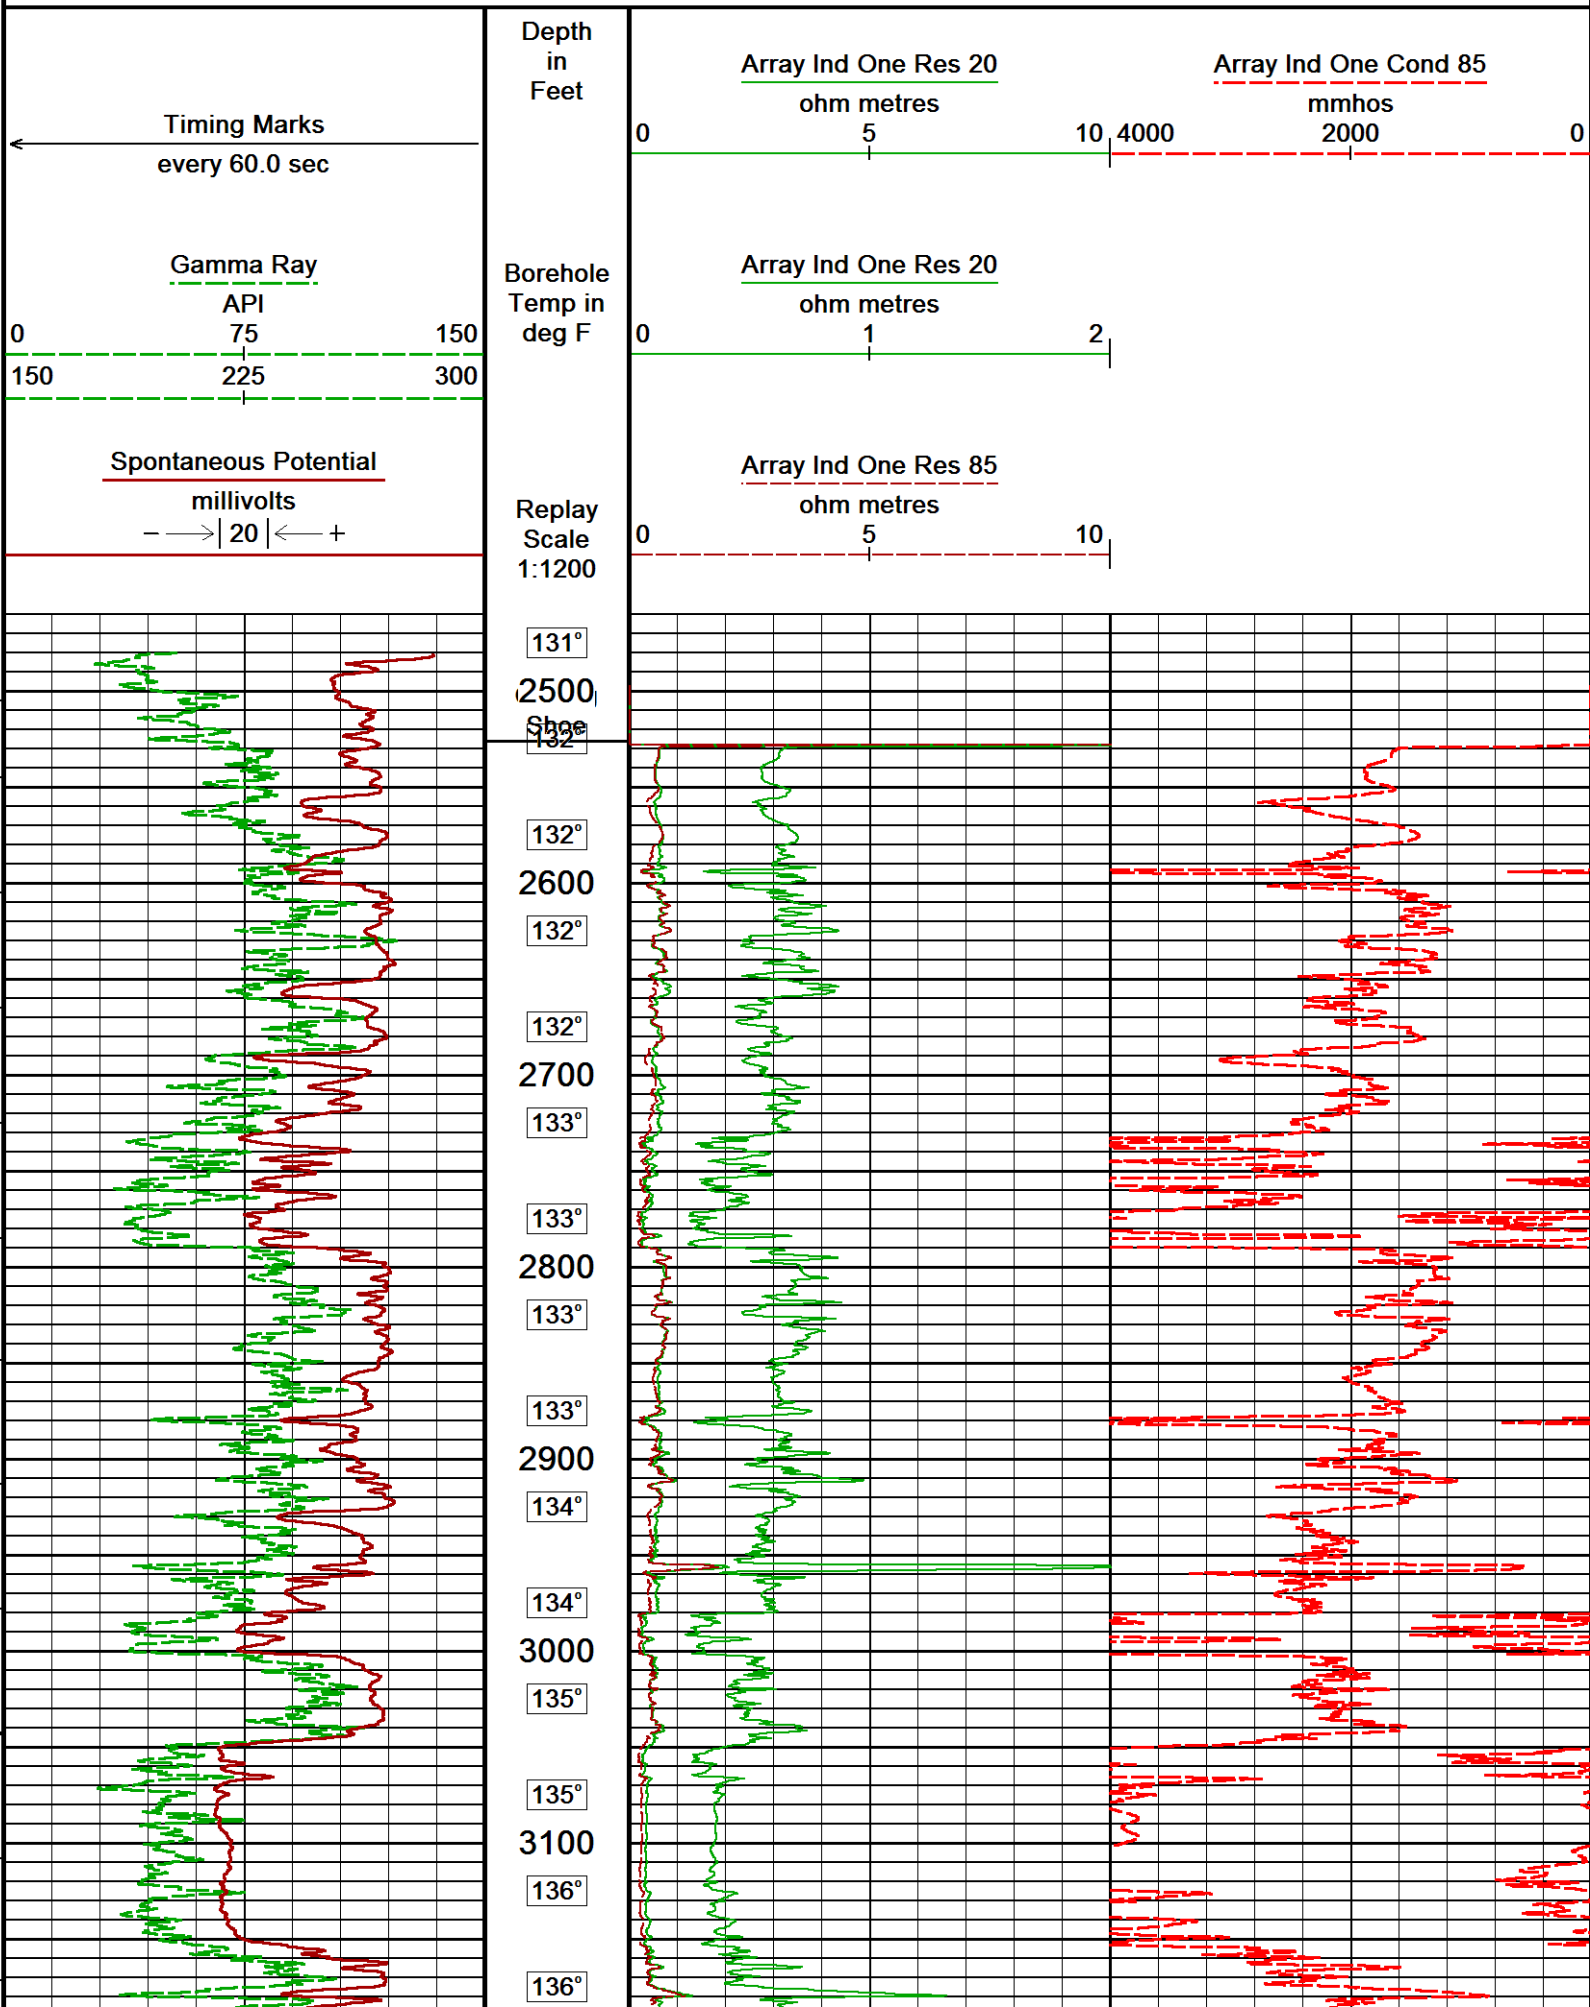 Timing Marks
every 60.0 sec
Gamma Ray
API
0 75 150
150 225 300
Spontaneous Potential
millivolts
− 20 +
Depth
in
Feet
Borehole
Temp in
deg F
Replay
Scale
1:1200
Array Ind One Res 20
ohm metres
0 5 10
Array Ind One Res 20
ohm metres
0 1 2
Array Ind One Res 85
ohm metres
0 5 10
Array Ind One Cond 85
mmhos
4000 2000 0
131°
2500
Shoe
132°
132°
2600
132°
132°
2700
133°
133°
2800
133°
133°
2900
134°
134°
3000
135°
135°
3100
136°
136°